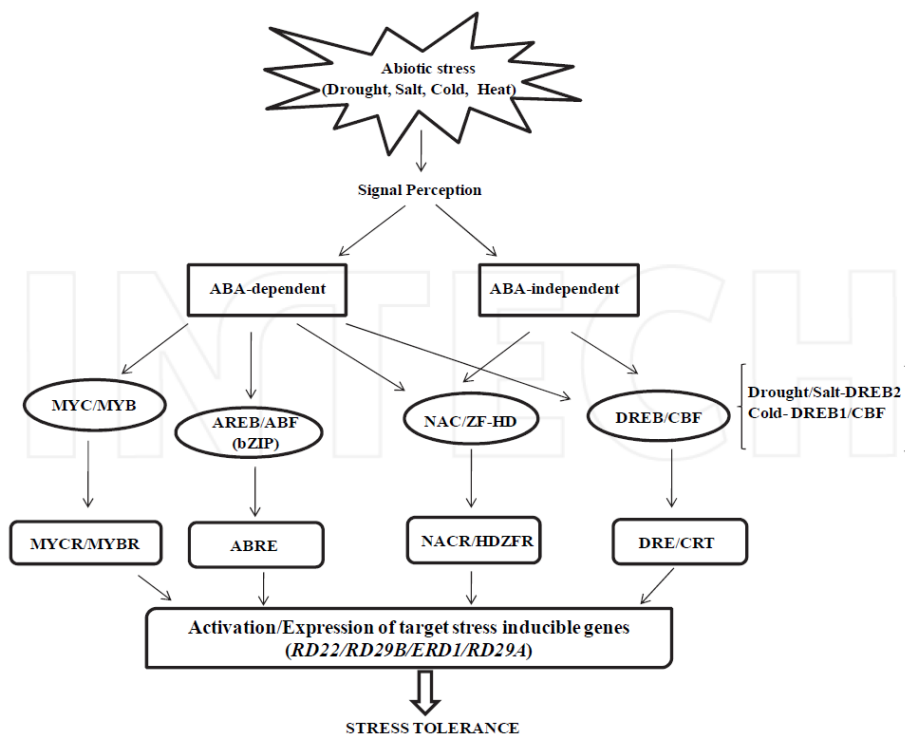 Abiotic stress
(Drought, Salt, Cold, Heat)
Signal Perception
ABA-dependent
ABA-independent
MYC/MYB
AREB/ABF
(bZIP)
NAC/ZF-HD
DREB/CBF
Drought/Salt-DREB2
Cold- DREB1/CBF
MYCR/MYBR
ABRE
NACR/HDZFR
DRE/CRT
Activation/Expression of target stress inducible genes
(RD22/RD29B/ERD1/RD29A)
STRESS TOLERANCE
INTECH